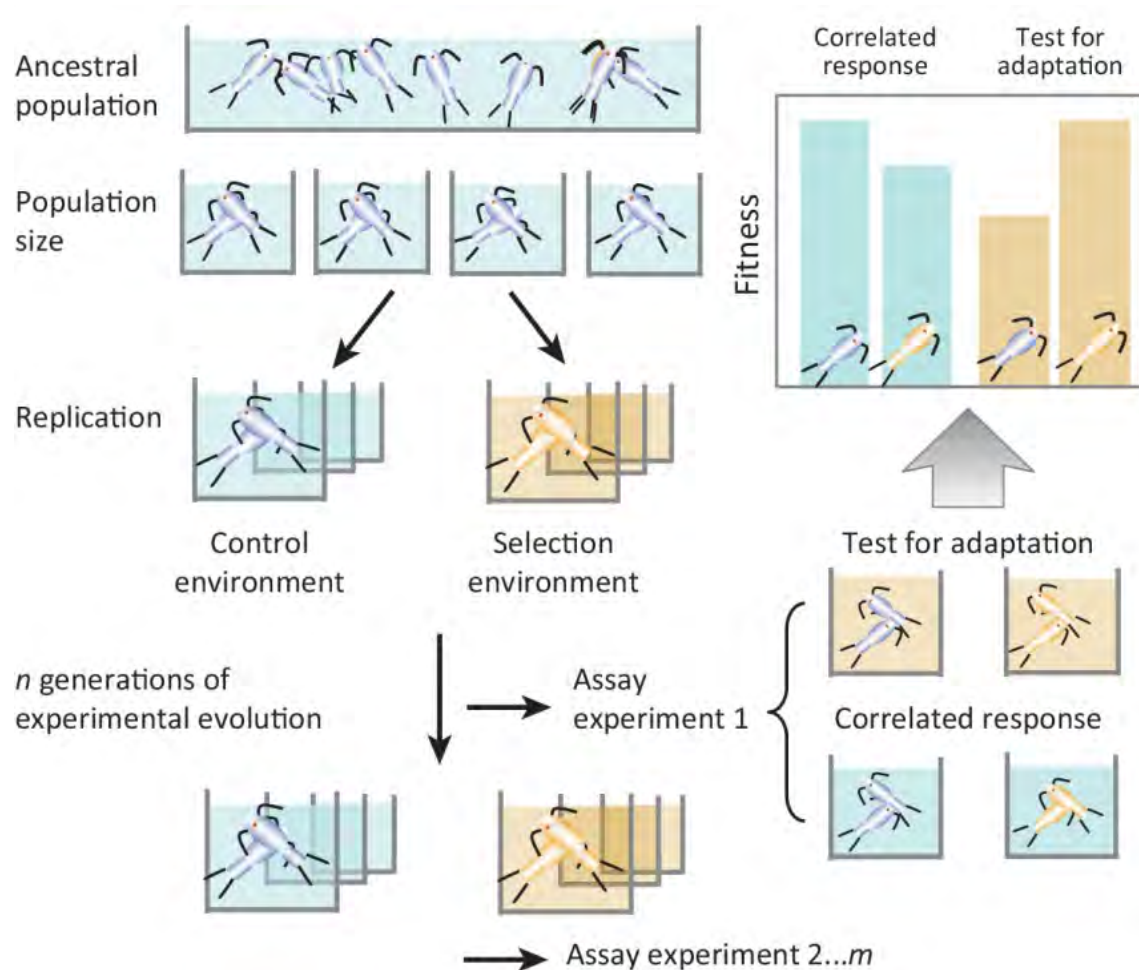 Ancestral
population
Population
size
Replication
Control
environment
Selection
environment
n generations of
experimental evolution
Assay
experiment 1
Assay experiment 2...m
Correlated
response
Test for
adaptation
Fitness
Test for adaptation
Correlated response